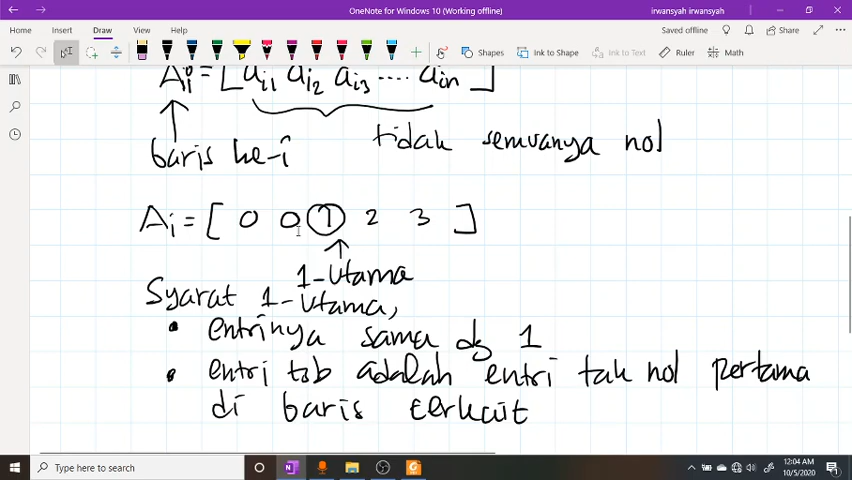 OneNote for Windows 10 (Working offline)
irwansyah irwansyah
Home Insert Draw View Help
Saved offline Share
Shapes Ink to Shape Ink to Text Ruler Math
Ai = [ ai1 ai2 ai3 .... ain ]
baris ke-i tidak semuanya nol
Ai = [ 0 0 1 2 3 ]
1-Utama
Syarat 1-Utama,
• entrinya sama dg 1
• entri tsb adalah entri tak nol pertama
di baris terkait
Type here to search
12:04 AM
10/5/2020